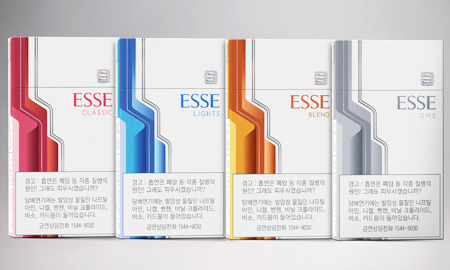 ESSE
CLASSIC
경고 : 흡연은 폐암 등 각종 질병의
원인! 그래도 피우시겠습니까?
담배연기에는 발암성 물질인 나프틸
아민, 니켈, 벤젠, 비닐 크롤라이드,
비소, 카드뮴이 들어있습니다.
금연상담전화 1544-9030
ESSE
LIGHTS
경고 : 흡연은 폐암 등 각종 질병의
원인! 그래도 피우시겠습니까?
담배연기에는 발암성 물질인 나프틸
아민, 니켈, 벤젠, 비닐 크롤라이드,
비소, 카드뮴이 들어있습니다.
금연상담전화 1544-9030
ESSE
BLEND
경고 : 흡연은 폐암 등 각종 질병의
원인! 그래도 피우시겠습니까?
담배연기에는 발암성 물질인 나프틸
아민, 니켈, 벤젠, 비닐 크롤라이드,
비소, 카드뮴이 들어있습니다.
금연상담전화 1544-9030
ESSE
ONE
경고 : 흡연은 폐암 등 각종 질병의
원인! 그래도 피우시겠습니까?
담배연기에는 발암성 물질인 나프틸
아민, 니켈, 벤젠, 비닐 크롤라이드,
비소, 카드뮴이 들어있습니다.
금연상담전화 1544-9030